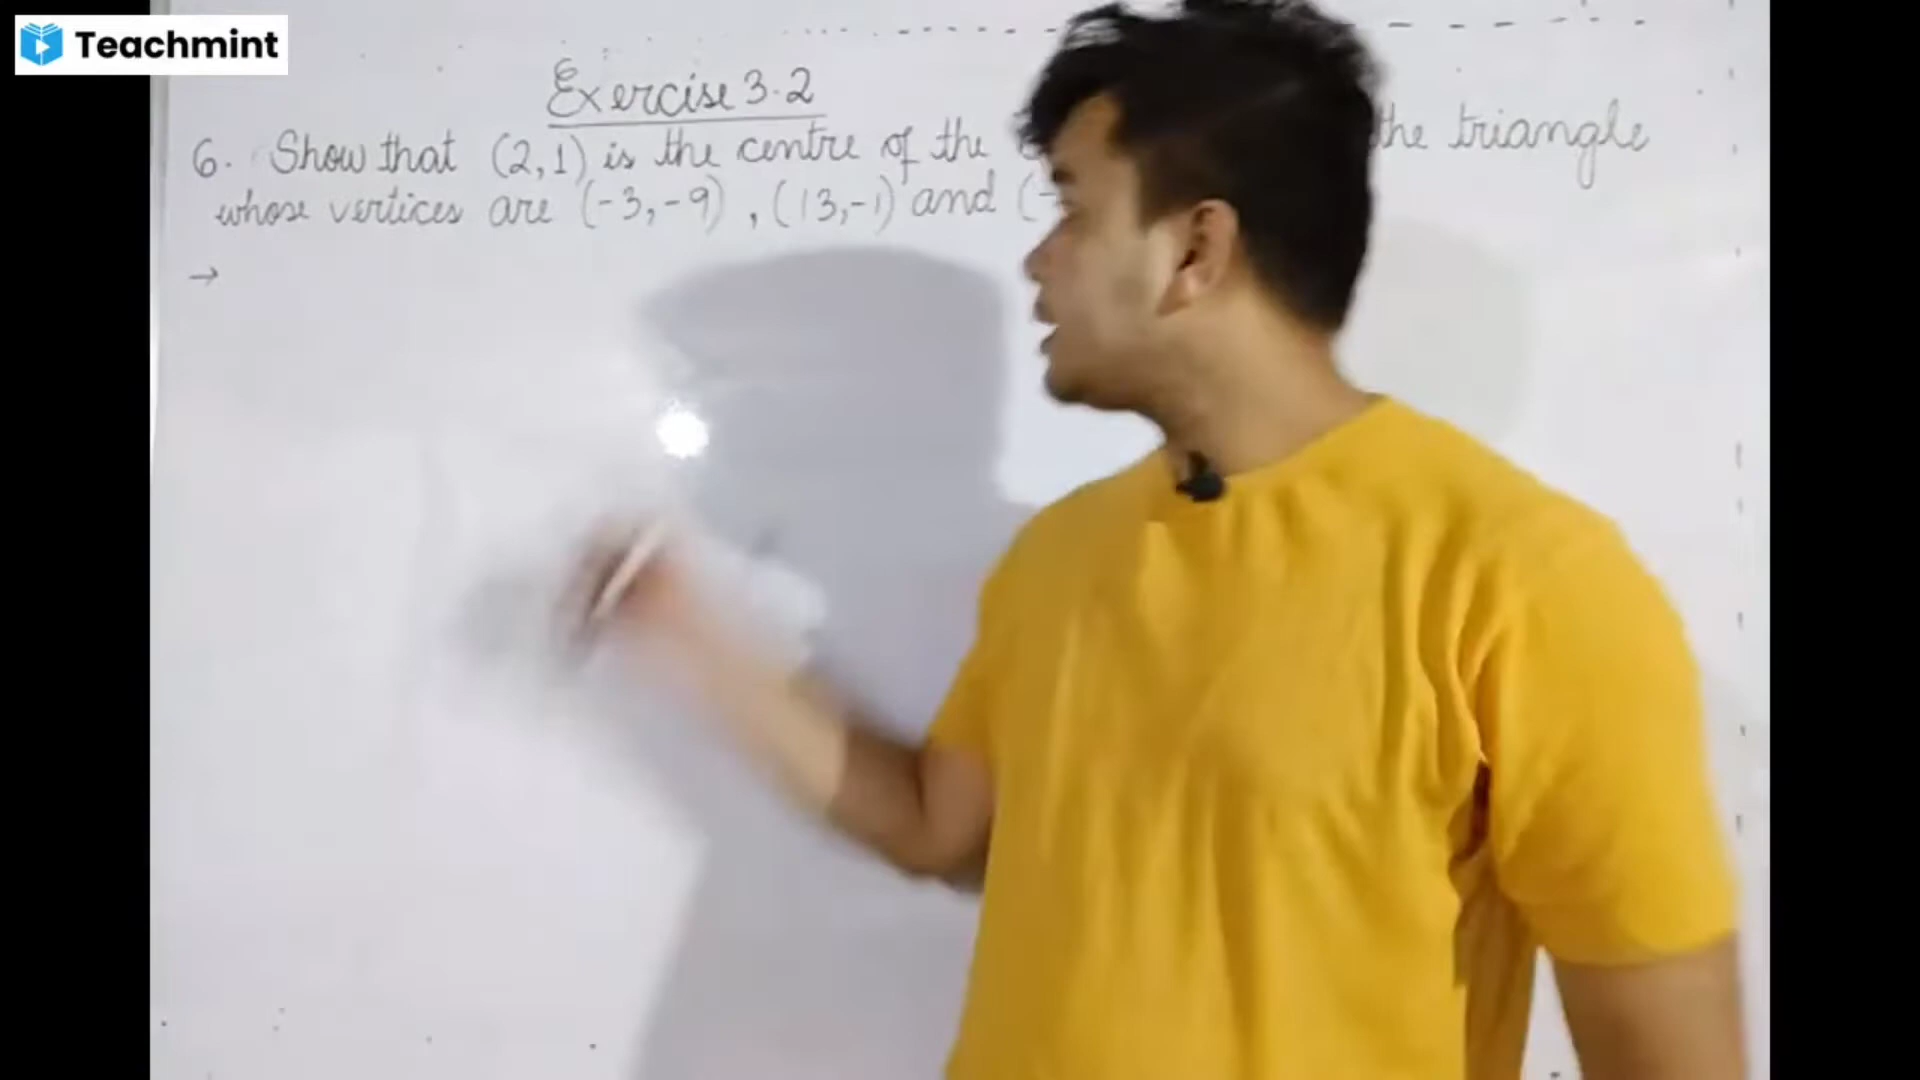 Teachmint
Exercise 3.2
6. Show that (2,1) is the centre of the the triangle
whose vertices are (-3,-9), (13,-1) and (-
→